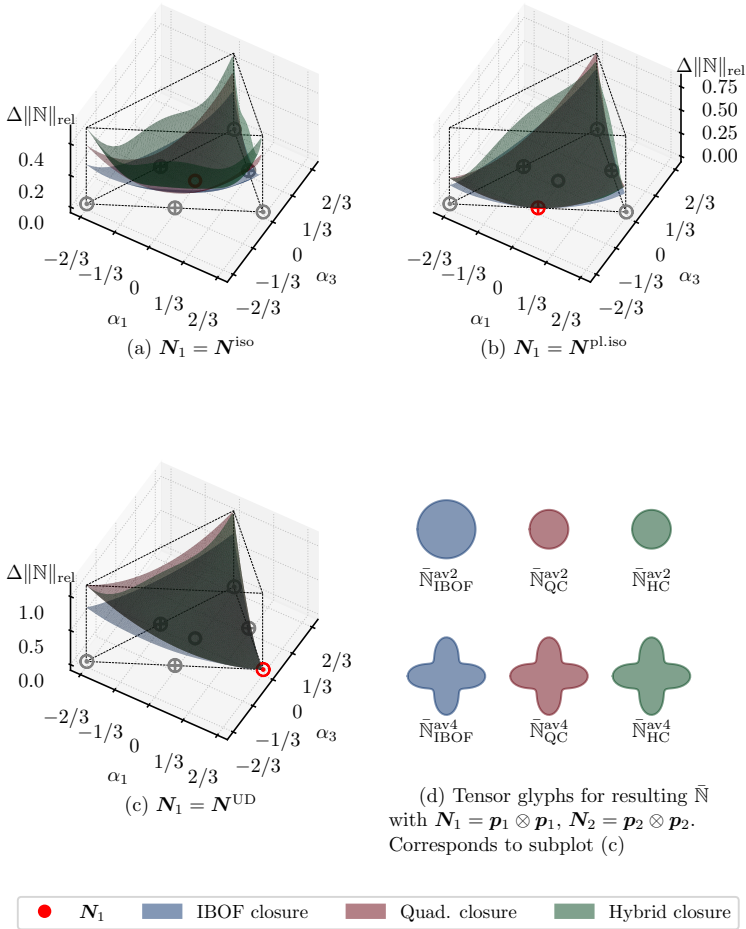 Δ‖ℕ‖rel
0.4
0.2
0.0
−2/3
−1/3
0
1/3
2/3
α₁
2/3
1/3
0
−1/3
−2/3
α₃
(a) N₁ = N^iso
Δ‖ℕ‖rel
0.75
0.50
0.25
0.00
−2/3
−1/3
0
1/3
2/3
α₁
2/3
1/3
0
−1/3
−2/3
α₃
(b) N₁ = N^pl.iso
Δ‖ℕ‖rel
1.0
0.5
0.0
−2/3
−1/3
0
1/3
2/3
α₁
2/3
1/3
0
−1/3
−2/3
α₃
(c) N₁ = N^UD
ℕ̄^av2_IBOF ℕ̄^av2_QC ℕ̄^av2_HC
ℕ̄^av4_IBOF ℕ̄^av4_QC ℕ̄^av4_HC
(d) Tensor glyphs for resulting ℕ̄
with N₁ = p₁ ⊗ p₁, N₂ = p₂ ⊗ p₂.
Corresponds to subplot (c)
N₁ IBOF closure Quad. closure Hybrid closure